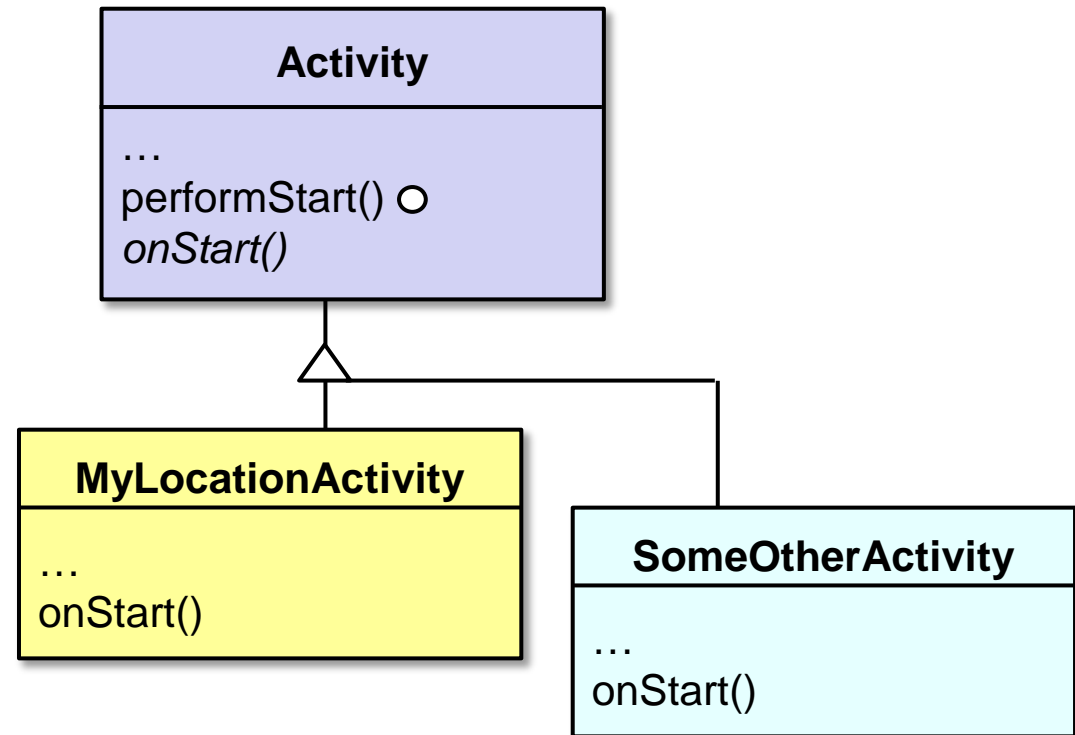 Activity
…
performStart()
onStart()
MyLocationActivity
…
onStart()
SomeOtherActivity
…
onStart()